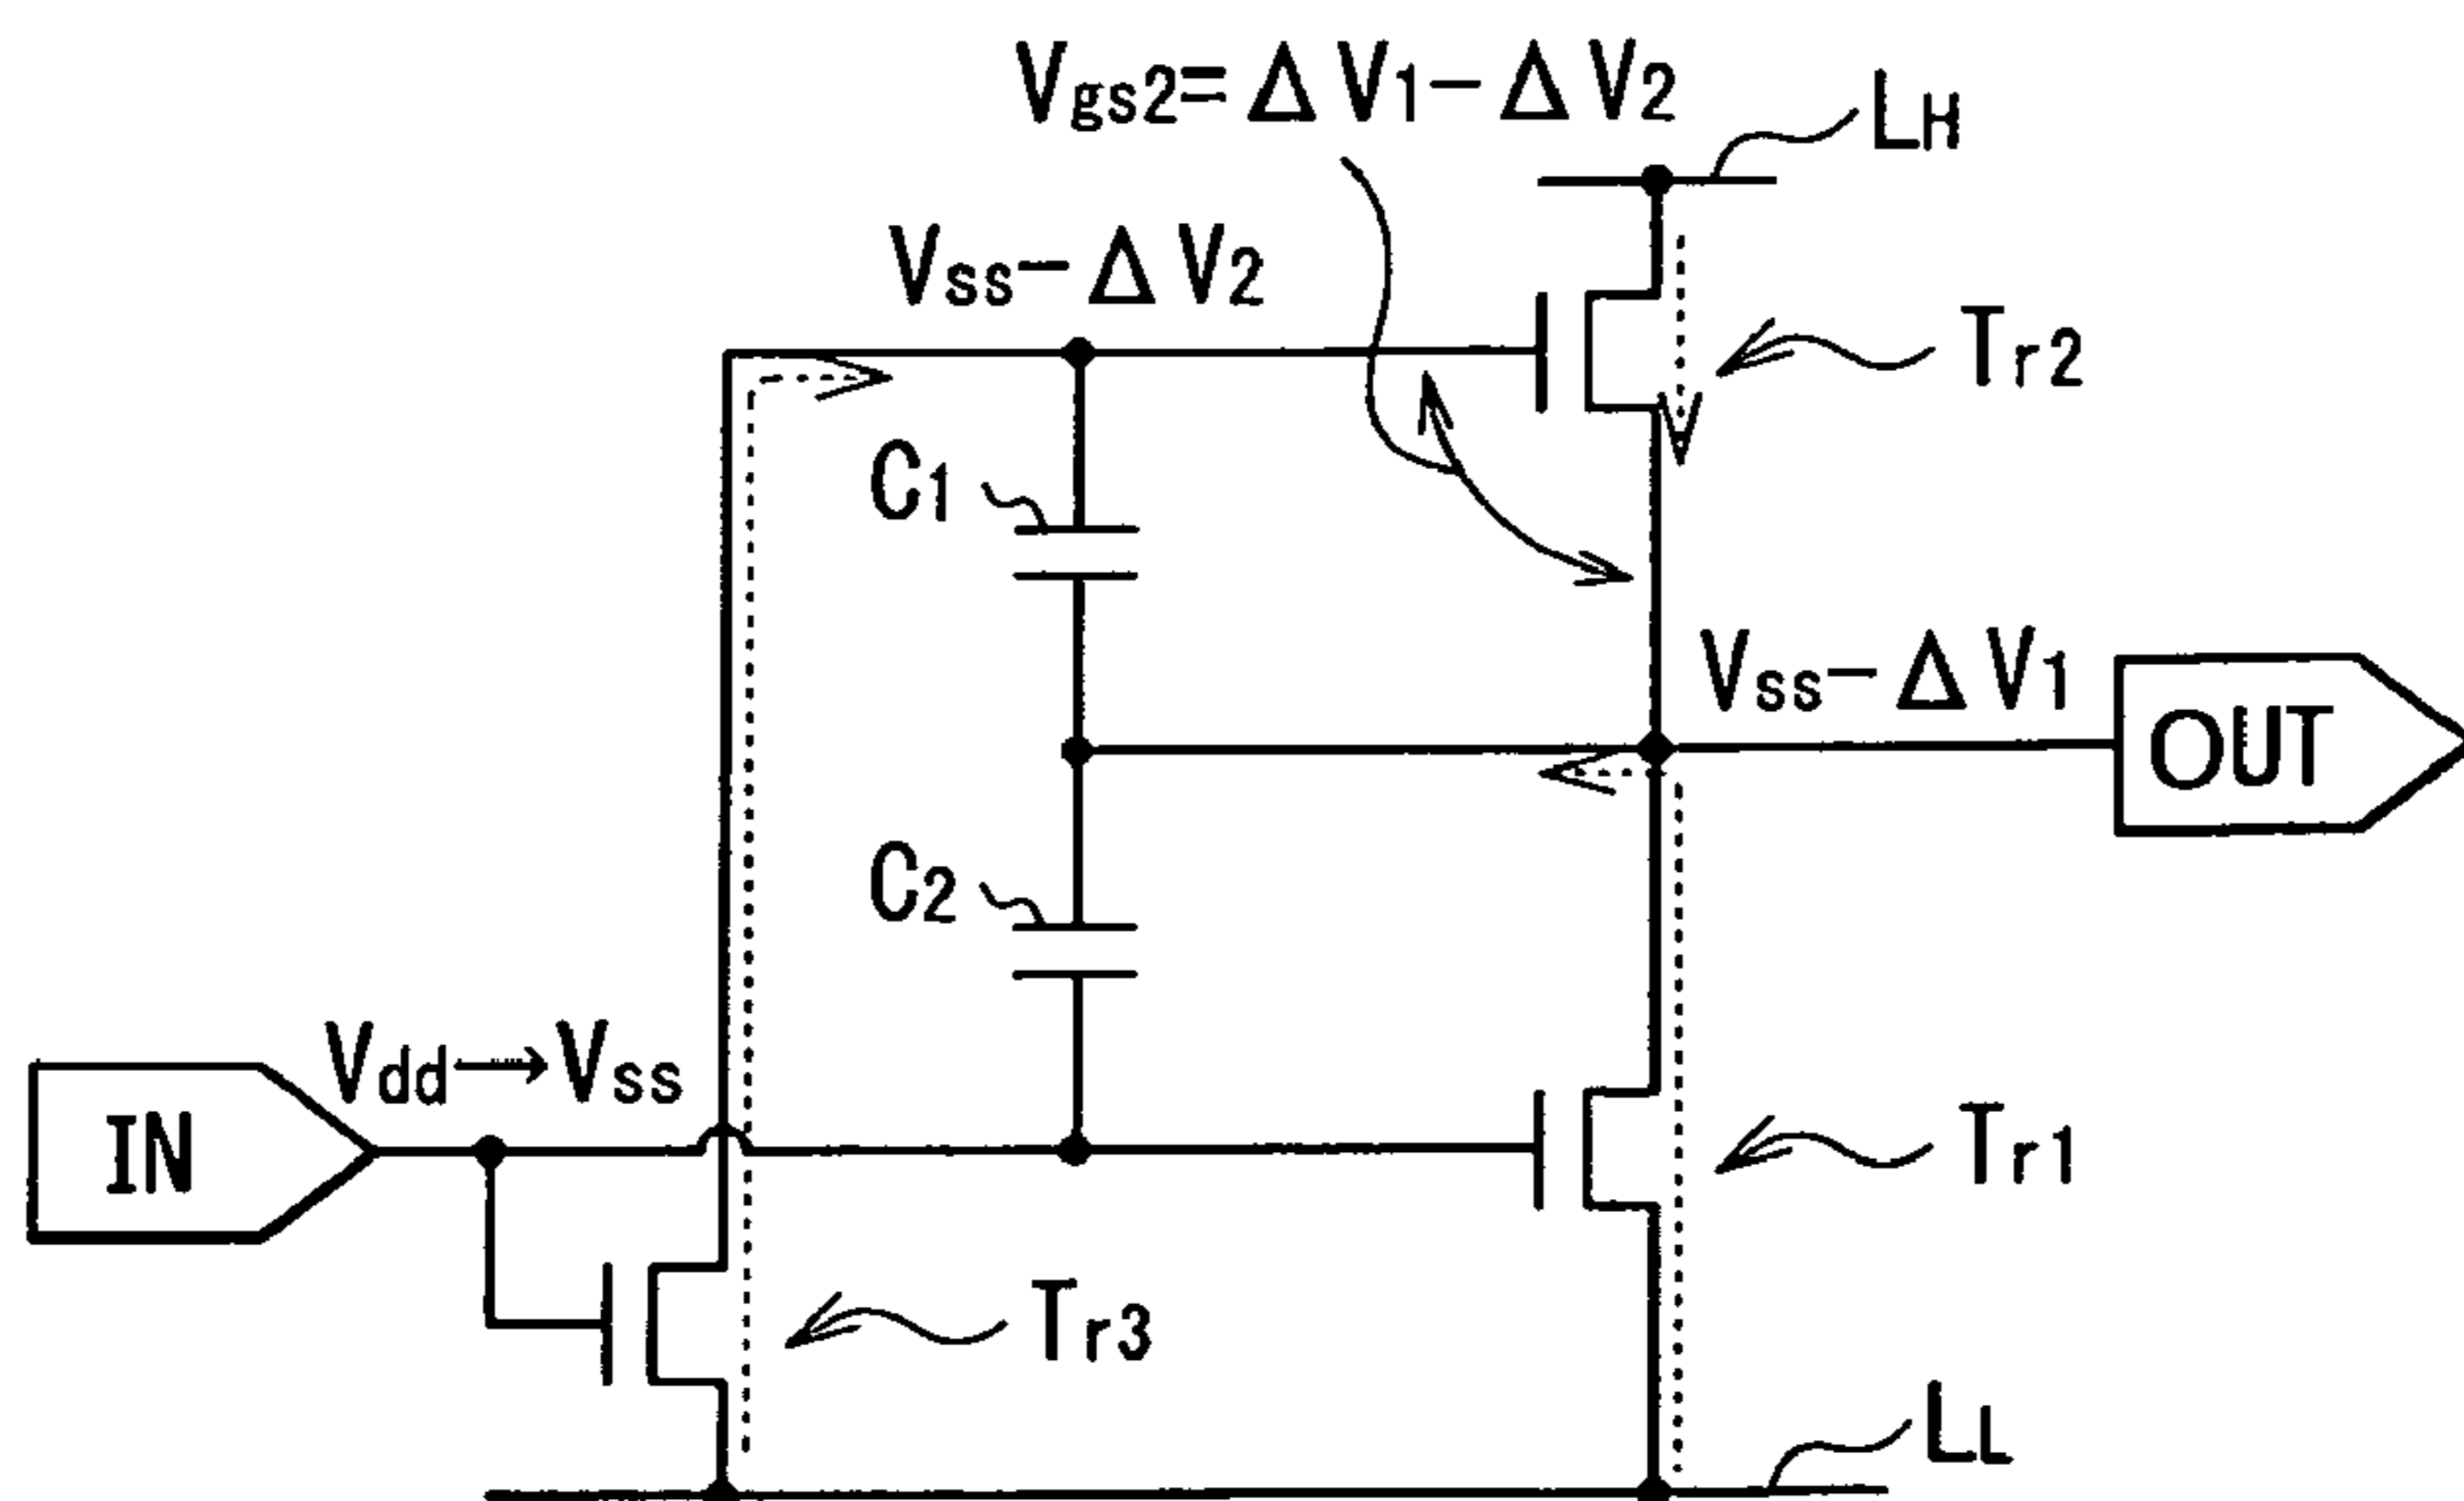 Vgs2=ΔV1-ΔV2
LH
Vss-ΔV2
Tr2
C1
Vss-ΔV1
OUT
C2
Vdd→Vss
IN
Tr1
Tr3
LL